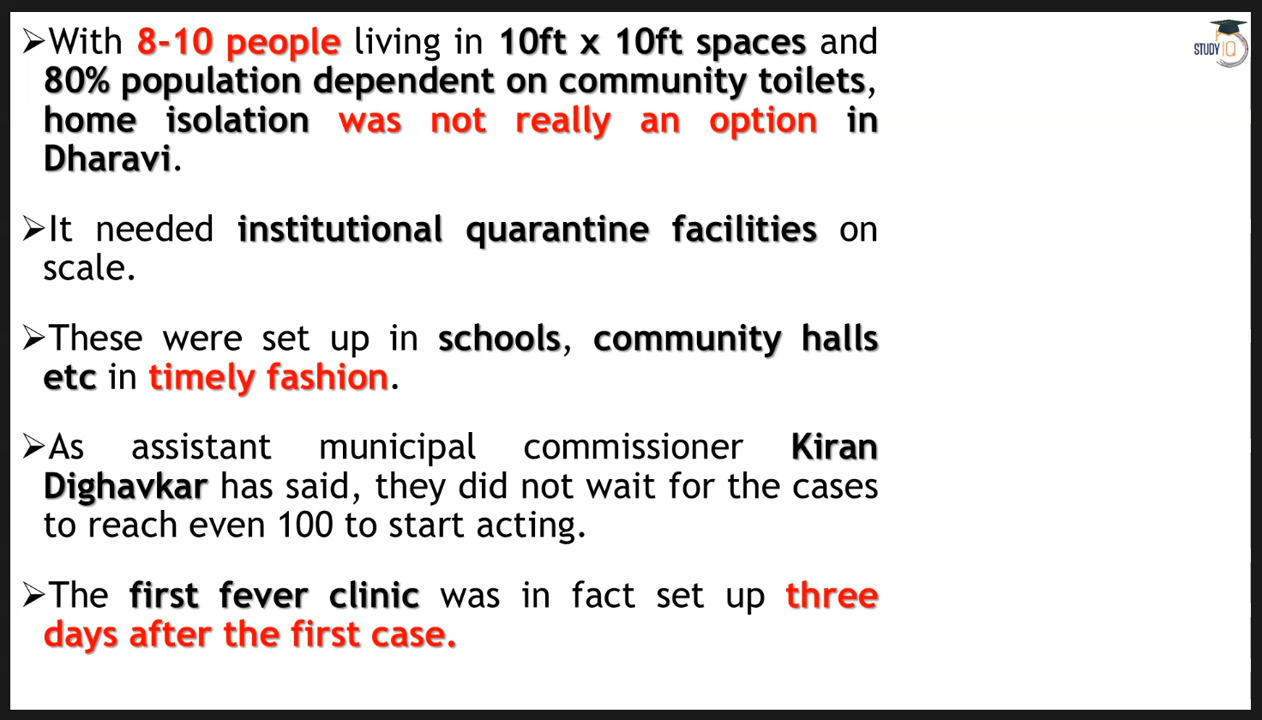 ➢With 8-10 people living in 10ft x 10ft spaces and
80% population dependent on community toilets,
home isolation was not really an option in
Dharavi.
➢It needed institutional quarantine facilities on
scale.
➢These were set up in schools, community halls
etc in timely fashion.
➢As assistant municipal commissioner Kiran
Dighavkar has said, they did not wait for the cases
to reach even 100 to start acting.
➢The first fever clinic was in fact set up three
days after the first case.
STUDY IQ